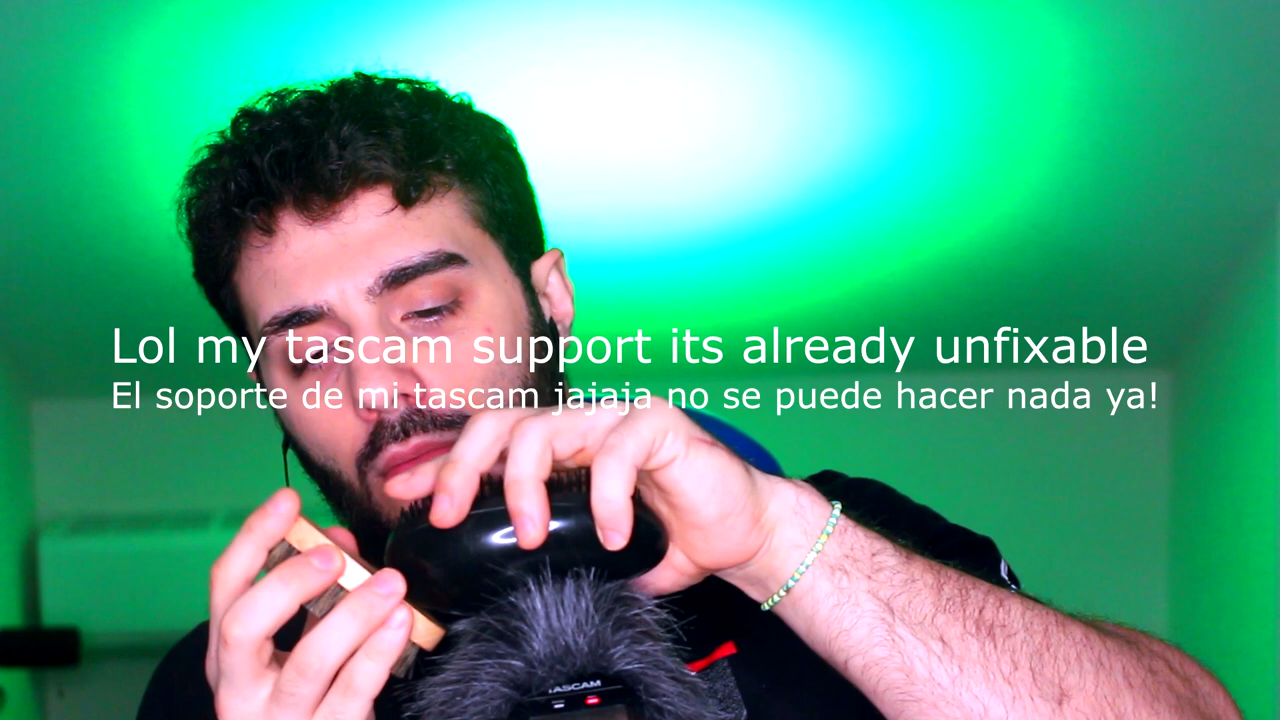 Lol my tascam support its already unfixable
El soporte de mi tascam jajaja no se puede hacer nada ya!
TASCAM